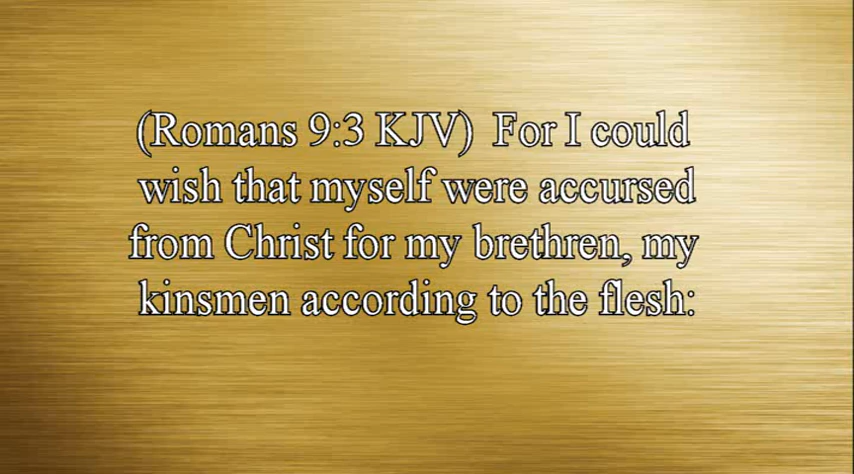 (Romans 9:3 KJV)  For I could
wish that myself were accursed
from Christ for my brethren, my
kinsmen according to the flesh: